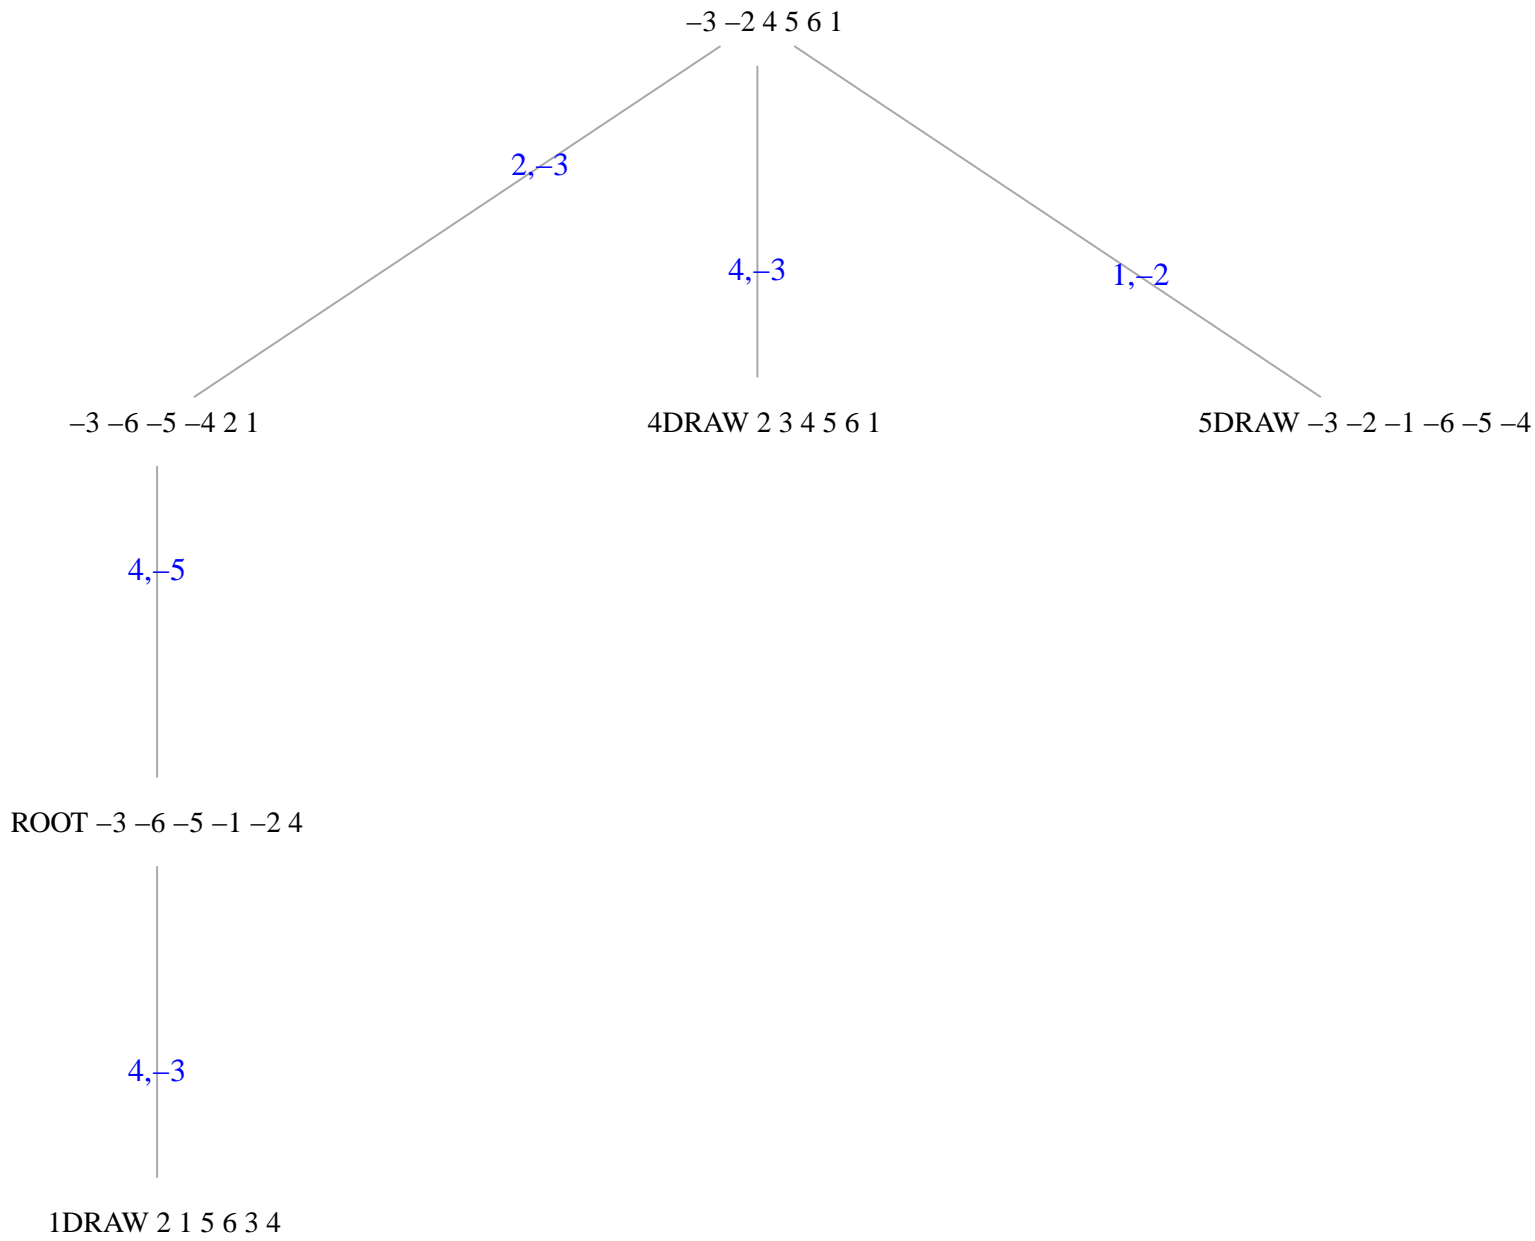 –3 –2 4 5 6 1
2,–3
4,–3
1,–2
–3 –6 –5 –4 2 1
4DRAW 2 3 4 5 6 1
5DRAW –3 –2 –1 –6 –5 –4
4,–5
ROOT –3 –6 –5 –1 –2 4
4,–3
1DRAW 2 1 5 6 3 4